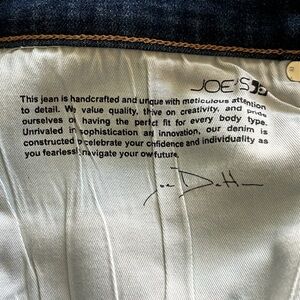 JOE'S
This jean is handcrafted and unique with meticulous attention
to detail. We value quality, thrive on creativity, and pride
ourselves on having the perfect fit for every body type.
Unrivaled in sophistication and innovation, our denim is
constructed to celebrate your confidence and individuality as
you fearlessly navigate your own future.
Joe Dahan